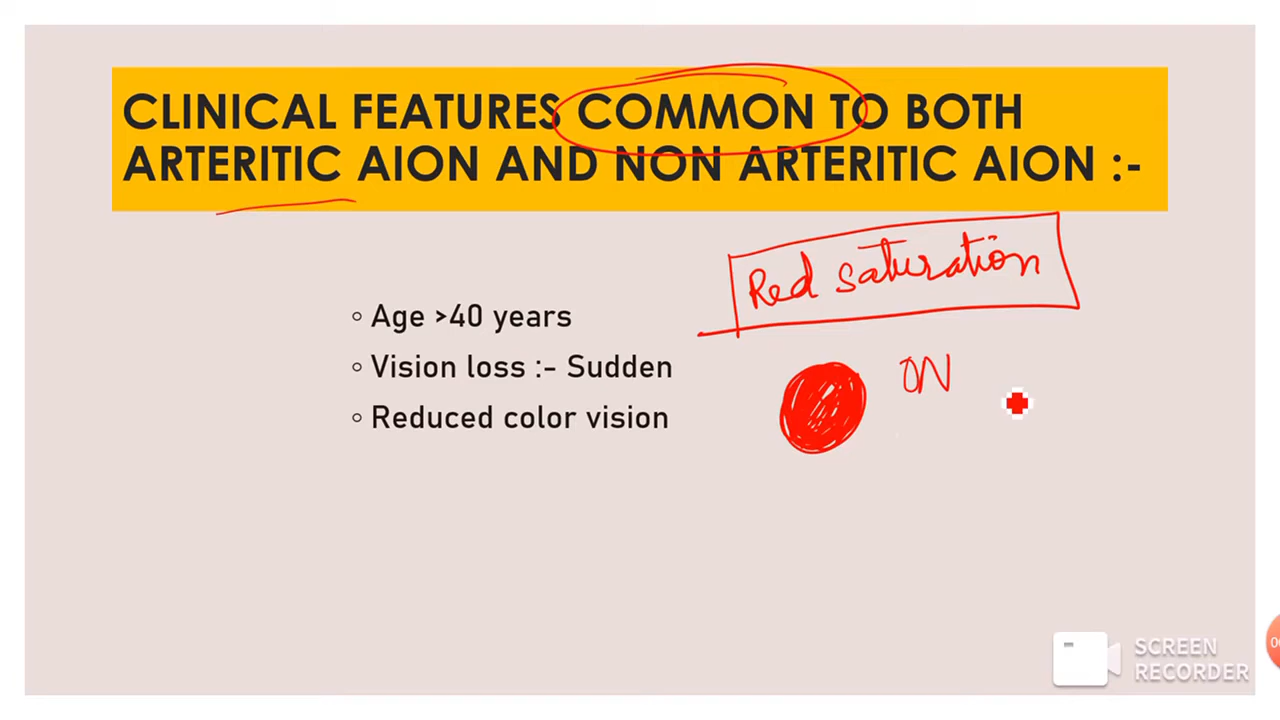 CLINICAL FEATURES COMMON TO BOTH
ARTERITIC AION AND NON ARTERITIC AION :-
Red saturation
◦ Age >40 years
◦ Vision loss :- Sudden
◦ Reduced color vision
ON
SCREEN
RECORDER